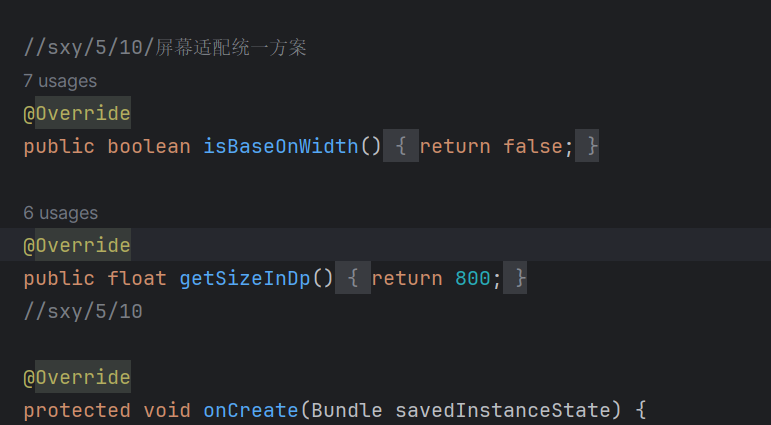 //sxy/5/10/屏幕适配统一方案
7 usages
@Override
public boolean isBaseOnWidth() { return false; }
6 usages
@Override
public float getSizeInDp() { return 800; }
//sxy/5/10
@Override
protected void onCreate(Bundle savedInstanceState) {